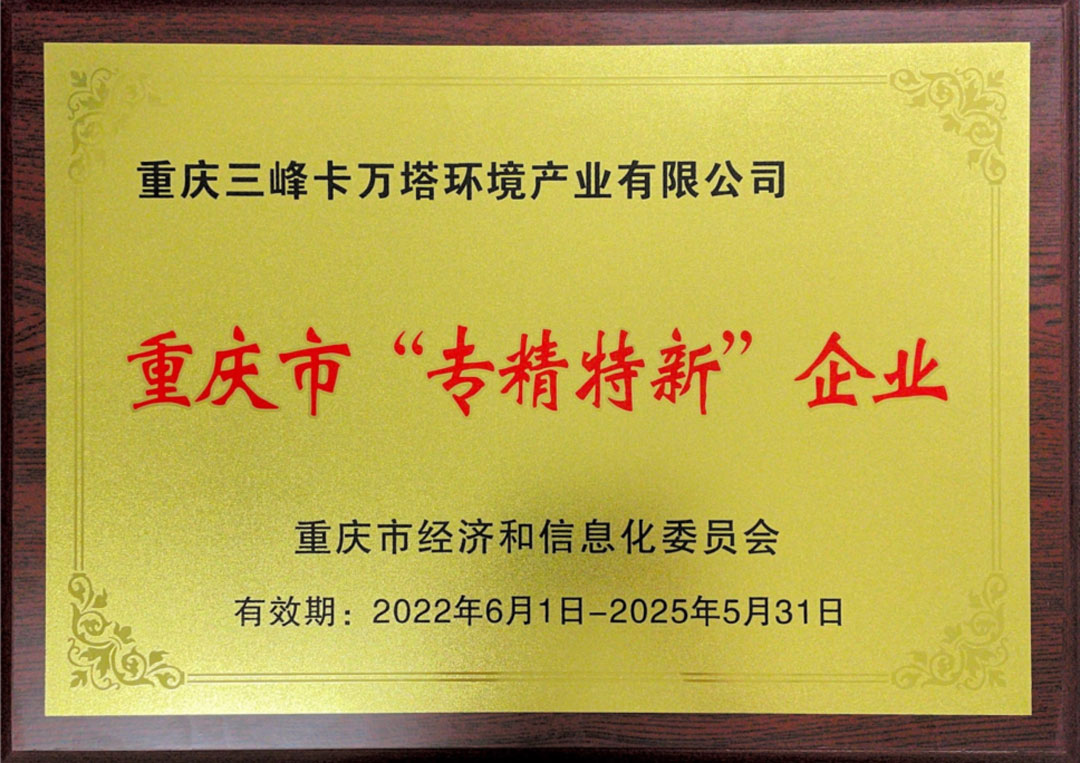 重庆三峰卡万塔环境产业有限公司
重庆市“专精特新”企业
重庆市经济和信息化委员会
有效期：2022年6月1日-2025年5月31日